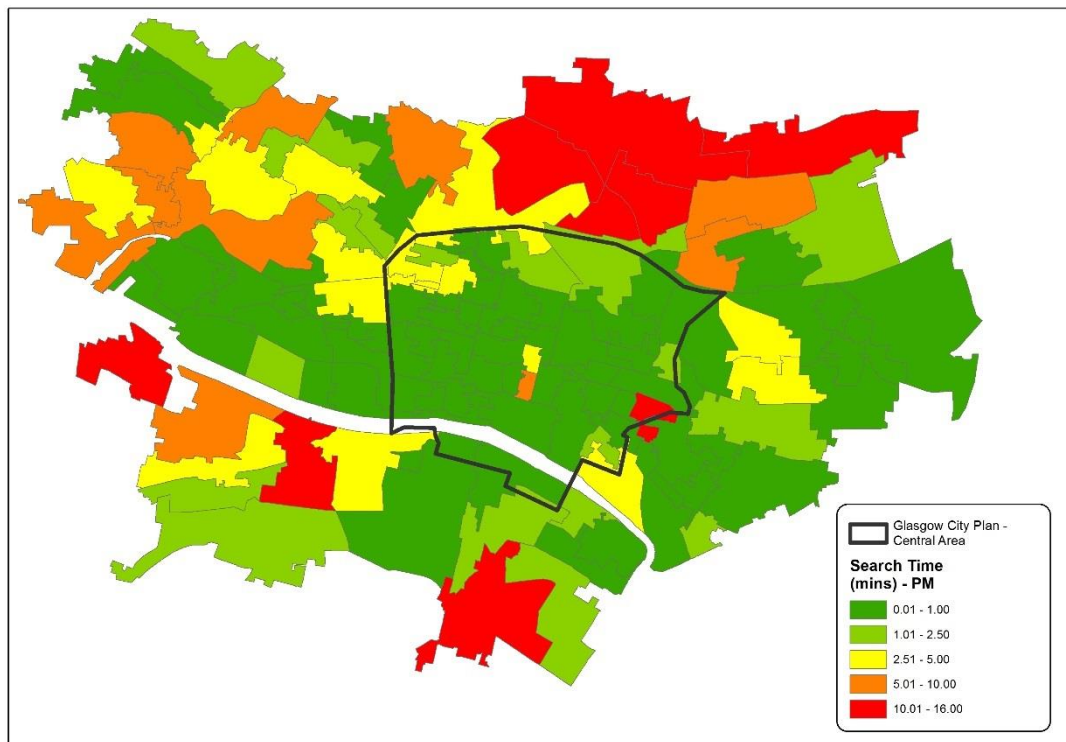 Glasgow City Plan -
Central Area
Search Time
(mins) - PM
0.01 - 1.00
1.01 - 2.50
2.51 - 5.00
5.01 - 10.00
10.01 - 16.00